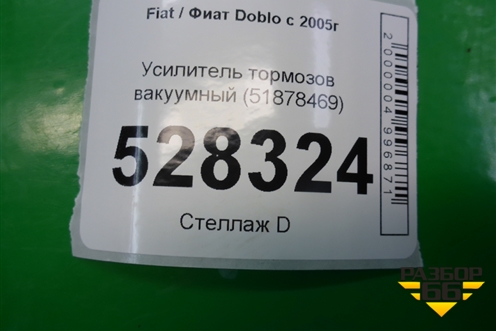 Fiat / Фиат Doblo с 2005г
Усилитель тормозов
вакуумный (51878469)
528324
Стеллаж D
2000004996871
РАЗБОР
66